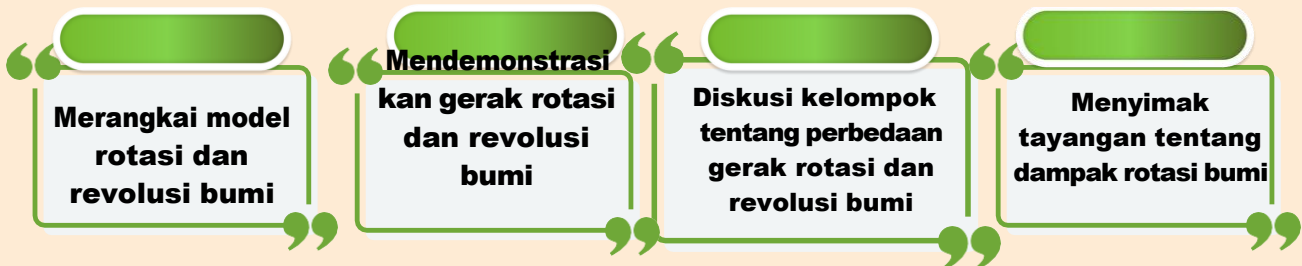 Merangkai model
rotasi dan
revolusi bumi
Mendemonstrasi
kan gerak rotasi
dan revolusi
bumi
Diskusi kelompok
tentang perbedaan
gerak rotasi dan
revolusi bumi
Menyimak
tayangan tentang
dampak rotasi bumi